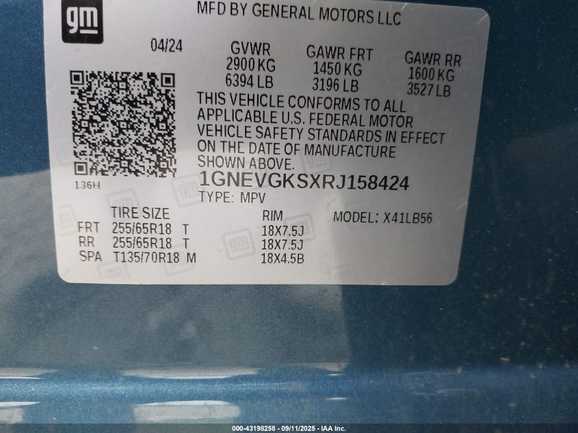 gm
MFD BY GENERAL MOTORS LLC
04/24 GVWR GAWR FRT GAWR RR
2900 KG 1450 KG 1600 KG
6394 LB 3196 LB 3527 LB
THIS VEHICLE CONFORMS TO ALL
APPLICABLE U.S. FEDERAL MOTOR
VEHICLE SAFETY STANDARDS IN EFFECT
ON THE DATE OF MANUFACTURE
SHOWN ABOVE.
136H
1GNEVGKSXRJ158424
TYPE: MPV MODEL: X41LB56
TIRE SIZE RIM
FRT 255/65R18 T 18X7.5J
RR 255/65R18 T 18X7.5J
SPA T135/70R18 M 18X4.5B
000-43198258 - 09/11/2025 - IAA Inc.